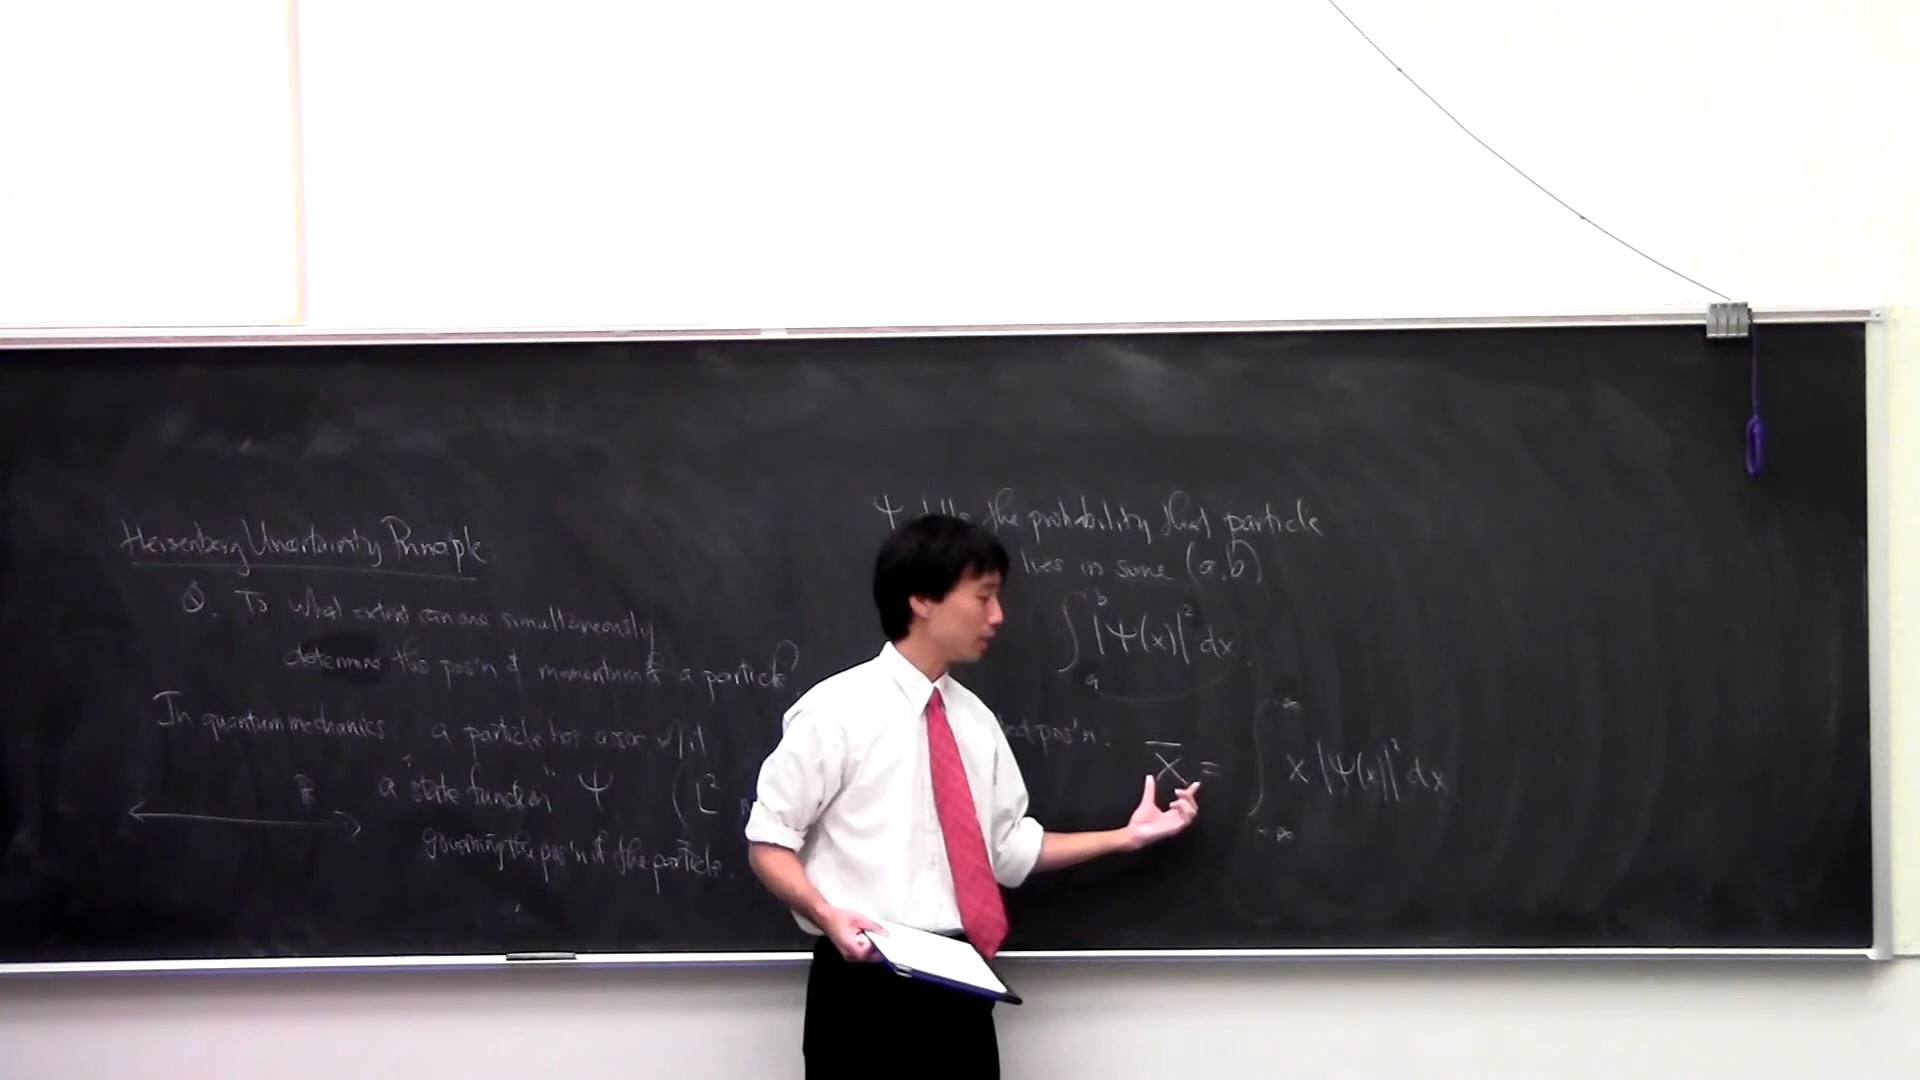 Heisenberg Uncertainty Principle
Q. To what extent can one simultaneously
determine the pos'n & momentum of a particle.
In quantum mechanics: a particle has assoc. w/ it
ℝ a "state function" Ψ (L²
governing the pos'n of the particle.
Ψ tells the probability that particle
lies in some (a,b)
∫_a^b |Ψ(x)|² dx.
pos'n: x̄ = ∫_{-∞}^{∞} x |Ψ(x)|² dx.